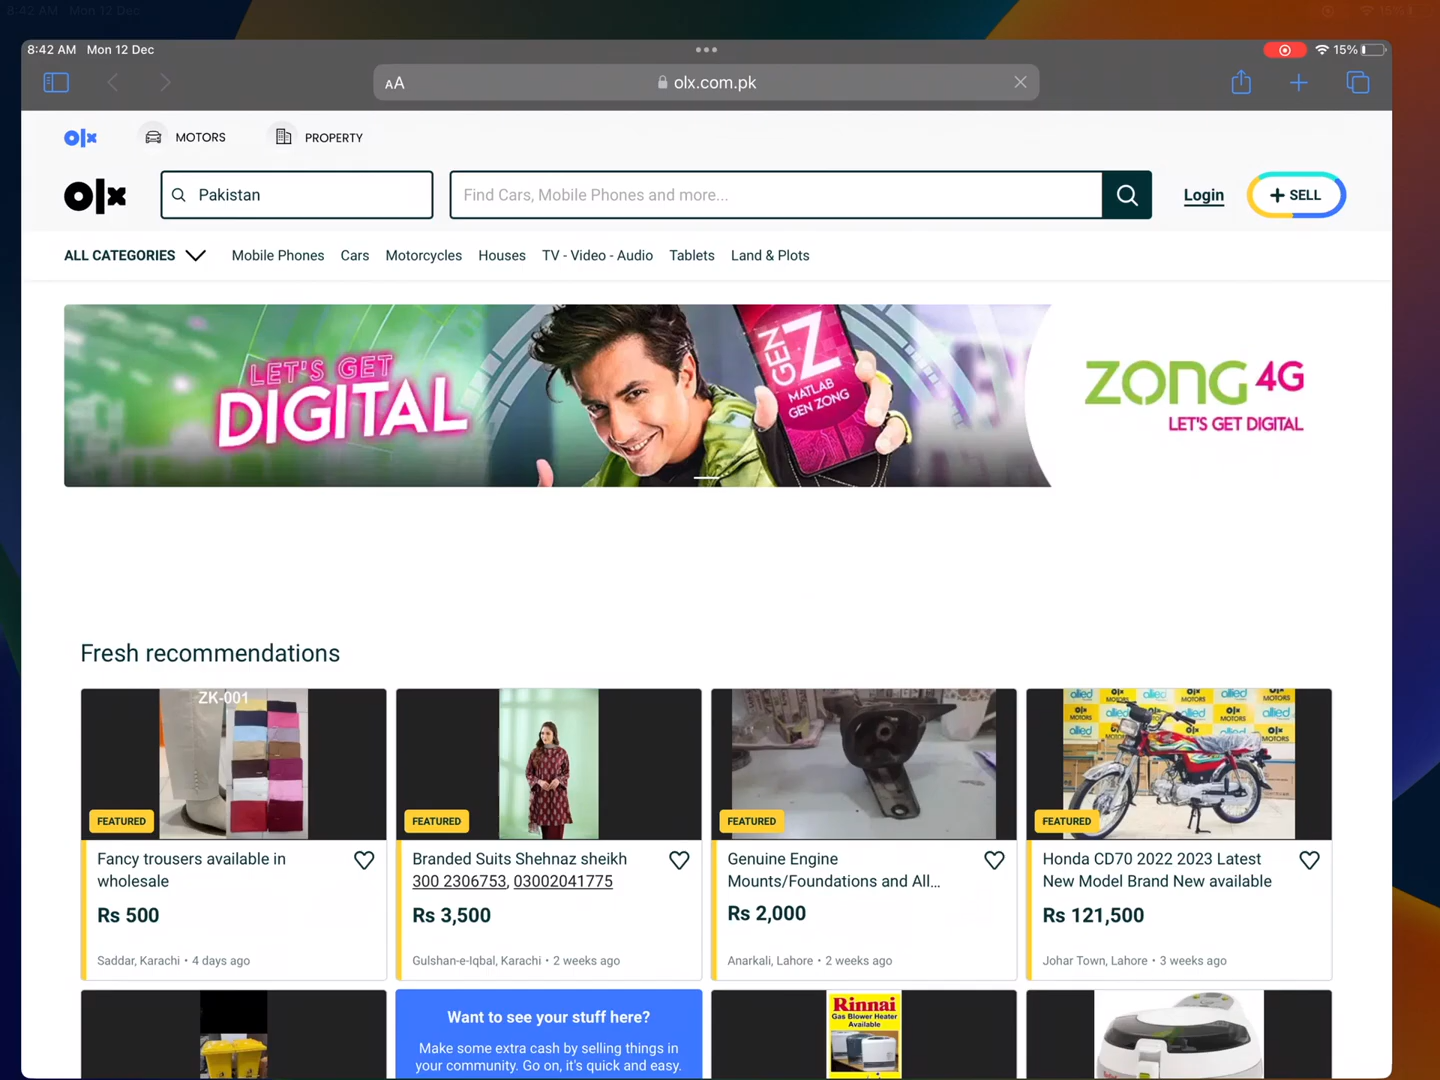 8:42 AM Mon 12 Dec
15%
AA
olx.com.pk
olx MOTORS PROPERTY
olx
Pakistan
Find Cars, Mobile Phones and more...
Login
+ SELL
ALL CATEGORIES
Mobile Phones
Cars
Motorcycles
Houses
TV - Video - Audio
Tablets
Land & Plots
LET'S GET
DIGITAL
GEN Z
MATLAB
GEN ZONG
ZONG 4G
LET'S GET DIGITAL
Fresh recommendations
ZK-001
FEATURED
Fancy trousers available in
wholesale
Rs 500
Saddar, Karachi • 4 days ago
FEATURED
Branded Suits Shehnaz sheikh
300 2306753, 03002041775
Rs 3,500
Gulshan-e-Iqbal, Karachi • 2 weeks ago
FEATURED
Genuine Engine
Mounts/Foundations and All...
Rs 2,000
Anarkali, Lahore • 2 weeks ago
FEATURED
Honda CD70 2022 2023 Latest
New Model Brand New available
Rs 121,500
Johar Town, Lahore • 3 weeks ago
Want to see your stuff here?
Make some extra cash by selling things in
your community. Go on, it's quick and easy.
Rinnai
Gas Blower Heater
Available